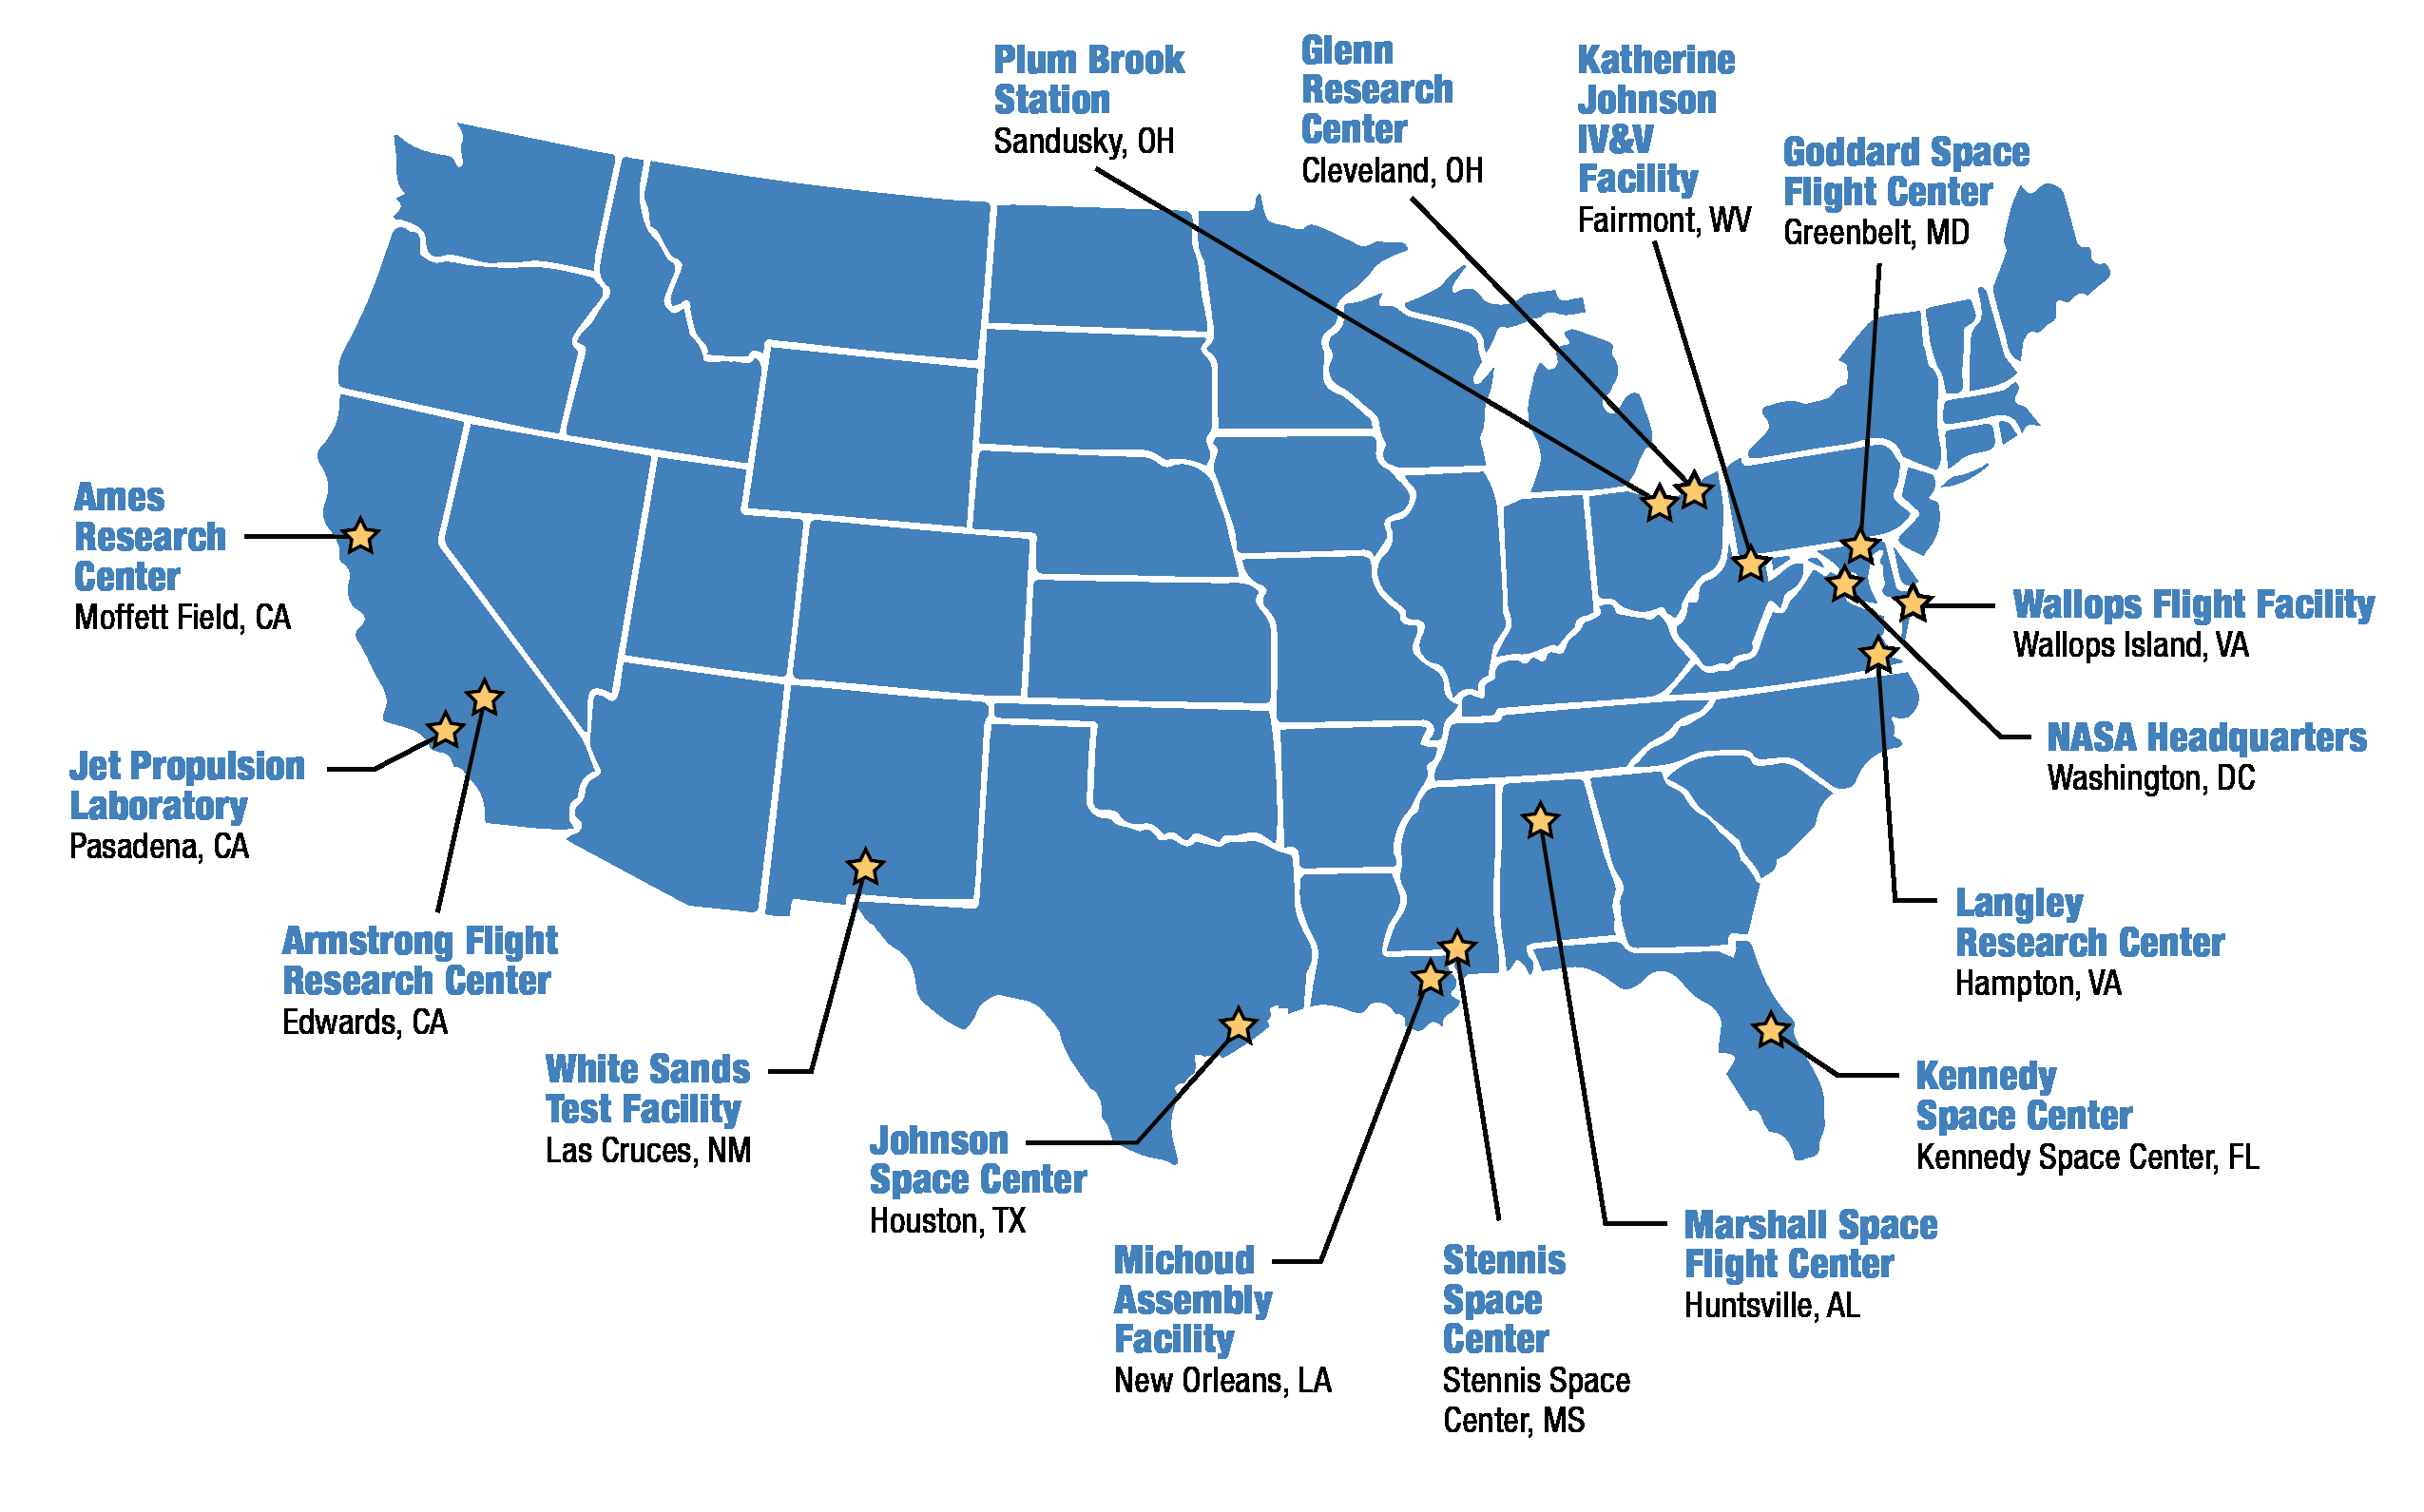 Plum Brook
Station
Sandusky, OH
Glenn
Research
Center
Cleveland, OH
Katherine
Johnson
IV&V
Facility
Fairmont, WV
Goddard Space
Flight Center
Greenbelt, MD
Ames
Research
Center
Moffett Field, CA
Wallops Flight Facility
Wallops Island, VA
Jet Propulsion
Laboratory
Pasadena, CA
NASA Headquarters
Washington, DC
Armstrong Flight
Research Center
Edwards, CA
Langley
Research Center
Hampton, VA
White Sands
Test Facility
Las Cruces, NM
Kennedy
Space Center
Kennedy Space Center, FL
Johnson
Space Center
Houston, TX
Michoud
Assembly
Facility
New Orleans, LA
Stennis
Space
Center
Stennis Space
Center, MS
Marshall Space
Flight Center
Huntsville, AL